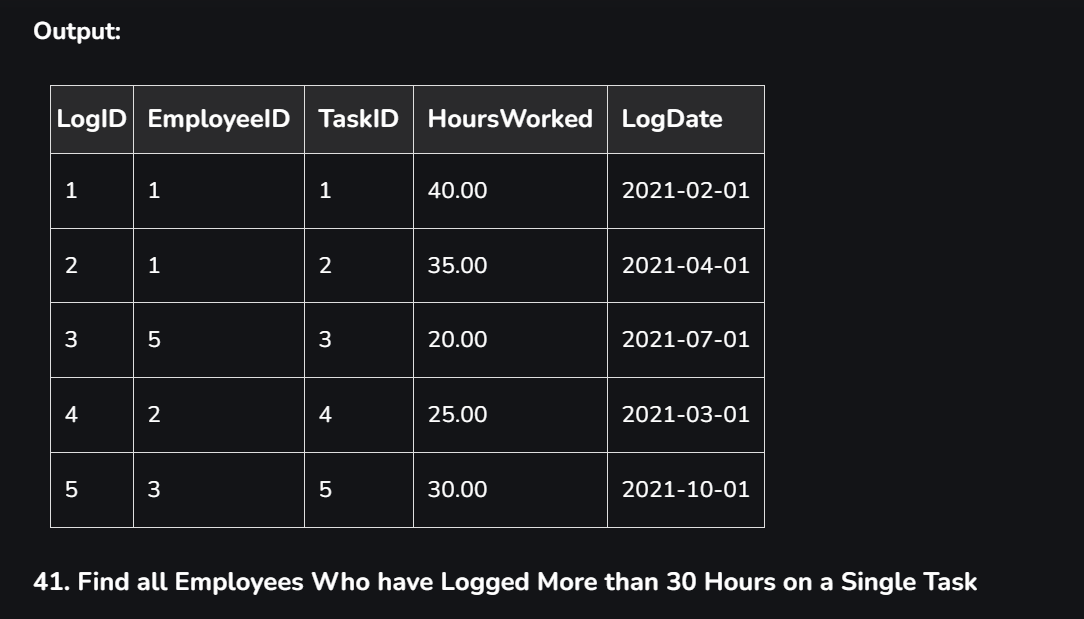 Output:
LogID EmployeeID TaskID HoursWorked LogDate
1 1 1 40.00 2021-02-01
2 1 2 35.00 2021-04-01
3 5 3 20.00 2021-07-01
4 2 4 25.00 2021-03-01
5 3 5 30.00 2021-10-01
41. Find all Employees Who have Logged More than 30 Hours on a Single Task